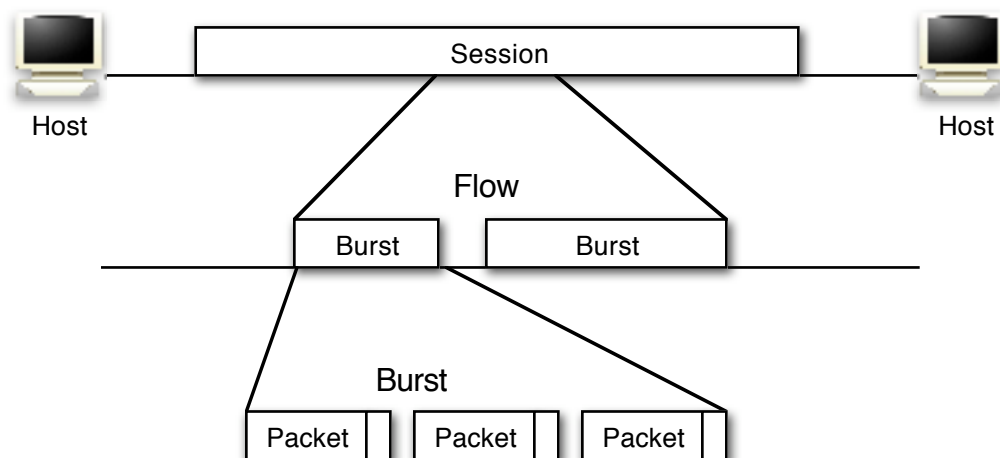 Session
Host
Host
Flow
Burst
Burst
Burst
Packet
Packet
Packet